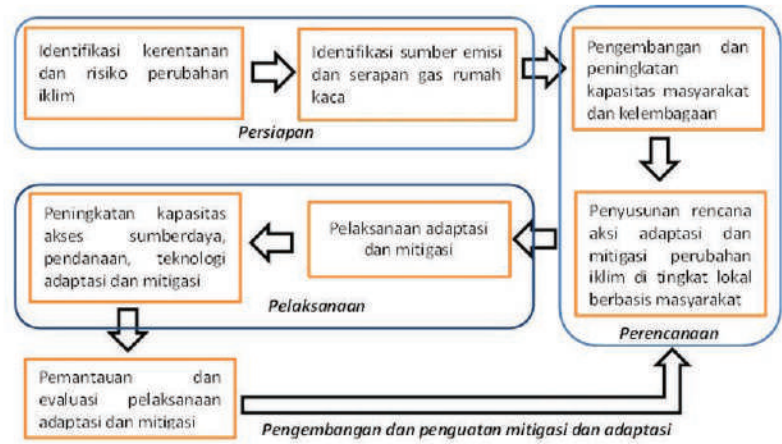 Identifikasi kerentanan
dan risiko perubahan
iklim
Identifikasi sumber emisi
dan serapan gas rumah
kaca
Persiapan
Pengembangan dan
peningkatan
kapasitas masyarakat
dan kelembagaan
Penyusunan rencana
aksi adaptasi dan
mitigasi perubahan
iklim di tingkat lokal
berbasis masyarakat
Perencanaan
Pelaksanaan adaptasi
dan mitigasi
Peningkatan kapasitas
akses sumberdaya,
pendanaan, teknologi
adaptasi dan mitigasi
Pelaksanaan
Pemantauan dan
evaluasi pelaksanaan
adaptasi dan mitigasi
Pengembangan dan penguatan mitigasi dan adaptasi